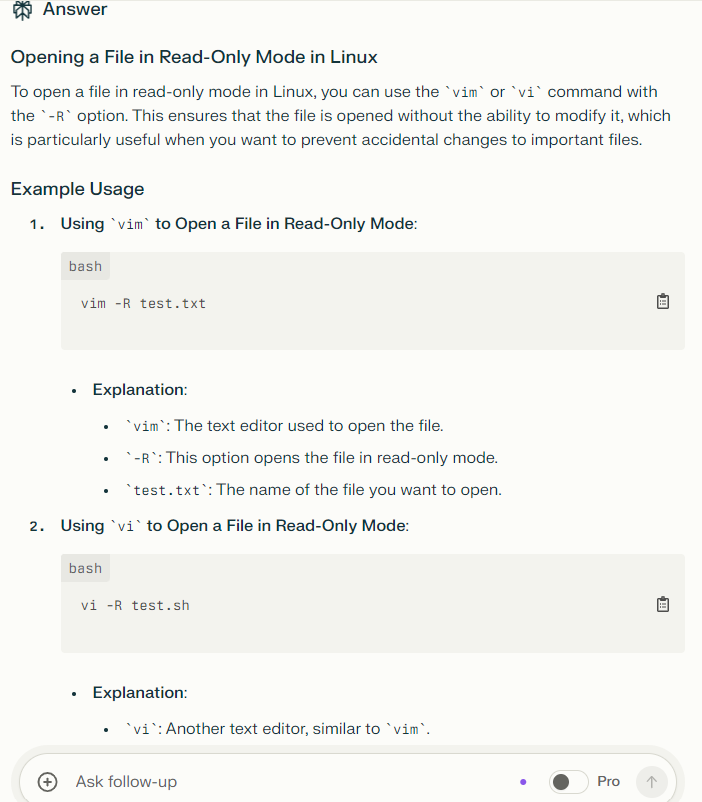 Answer
Opening a File in Read-Only Mode in Linux
To open a file in read-only mode in Linux, you can use the `vim` or `vi` command with
the `-R` option. This ensures that the file is opened without the ability to modify it, which
is particularly useful when you want to prevent accidental changes to important files.
Example Usage
1. Using `vim` to Open a File in Read-Only Mode:
bash
vim -R test.txt
• Explanation:
• `vim`: The text editor used to open the file.
• `-R`: This option opens the file in read-only mode.
• `test.txt`: The name of the file you want to open.
2. Using `vi` to Open a File in Read-Only Mode:
bash
vi -R test.sh
• Explanation:
• `vi`: Another text editor, similar to `vim`.
Ask follow-up Pro